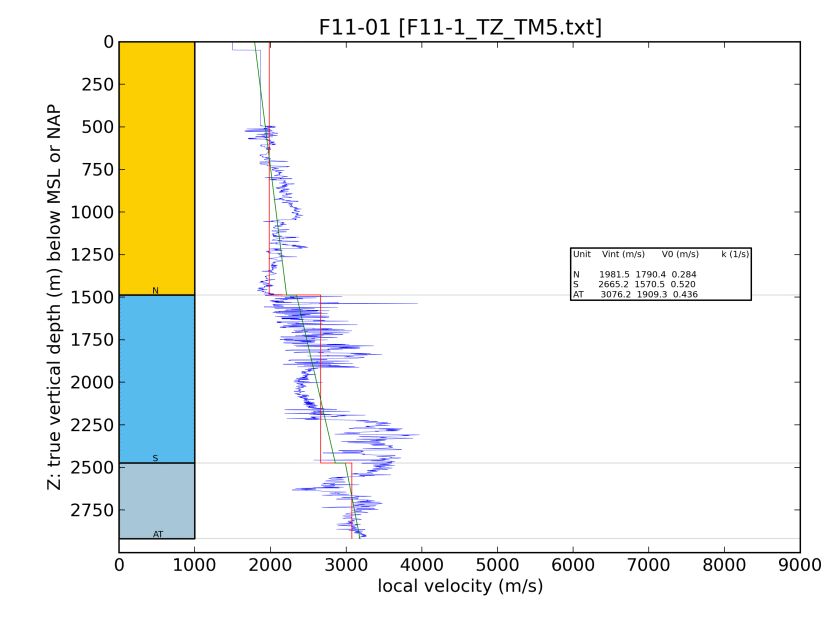 F11-01 [F11-1_TZ_TM5.txt]
0
250
500
750
1000
1250
1500
1750
2000
2250
2500
2750
Z: true vertical depth (m) below MSL or NAP
N
S
AT
Unit Vint (m/s) V0 (m/s) k (1/s)
N 1981.5 1790.4 0.284
S 2665.2 1570.5 0.520
AT 3076.2 1909.3 0.436
0 1000 2000 3000 4000 5000 6000 7000 8000 9000
local velocity (m/s)